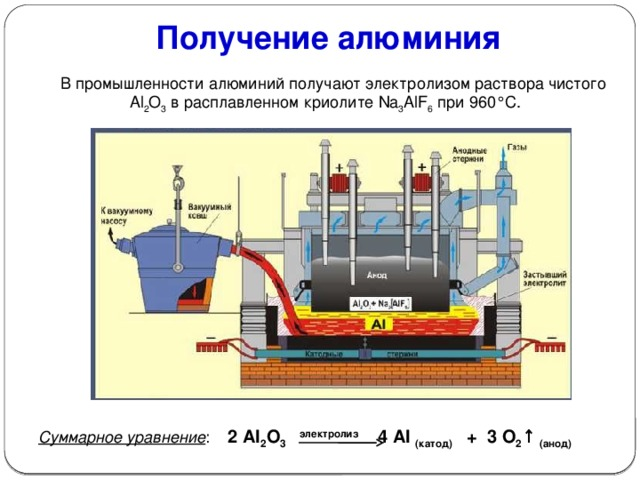 Получение алюминия
В промышленности алюминий получают электролизом раствора чистого
Al₂O₃ в расплавленном криолите Na₃AlF₆ при 960°C.
Анодные
стержни
Газы
+ +
К вакуумному
насосу
Вакуумный
ковш
Анод
Застывший
электролит
Al₂O₃+ Na₃[AlF₆]
Al
– –
Катодные стержни
Суммарное уравнение: 2 Al₂O₃ электролиз 4 Al (катод) + 3 O₂↑ (анод)